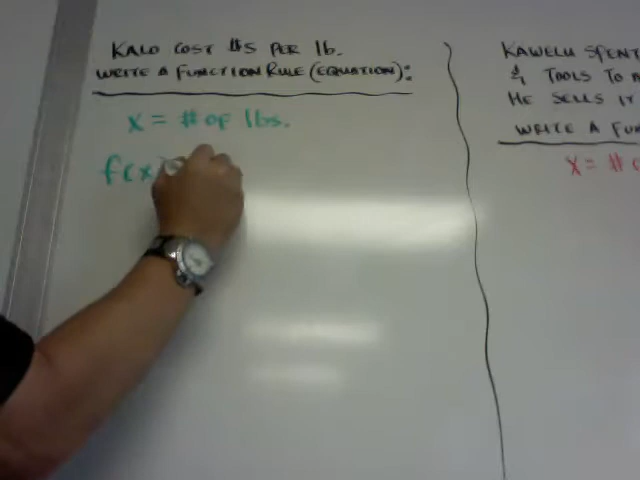 KALO COST $5 PER lb.
WRITE A FUNCTION RULE (EQUATION):
x = # OF lbs.
f(x)
KAWELU SPENT
& TOOLS TO
HE SELLS IT
WRITE A FUN
x = #